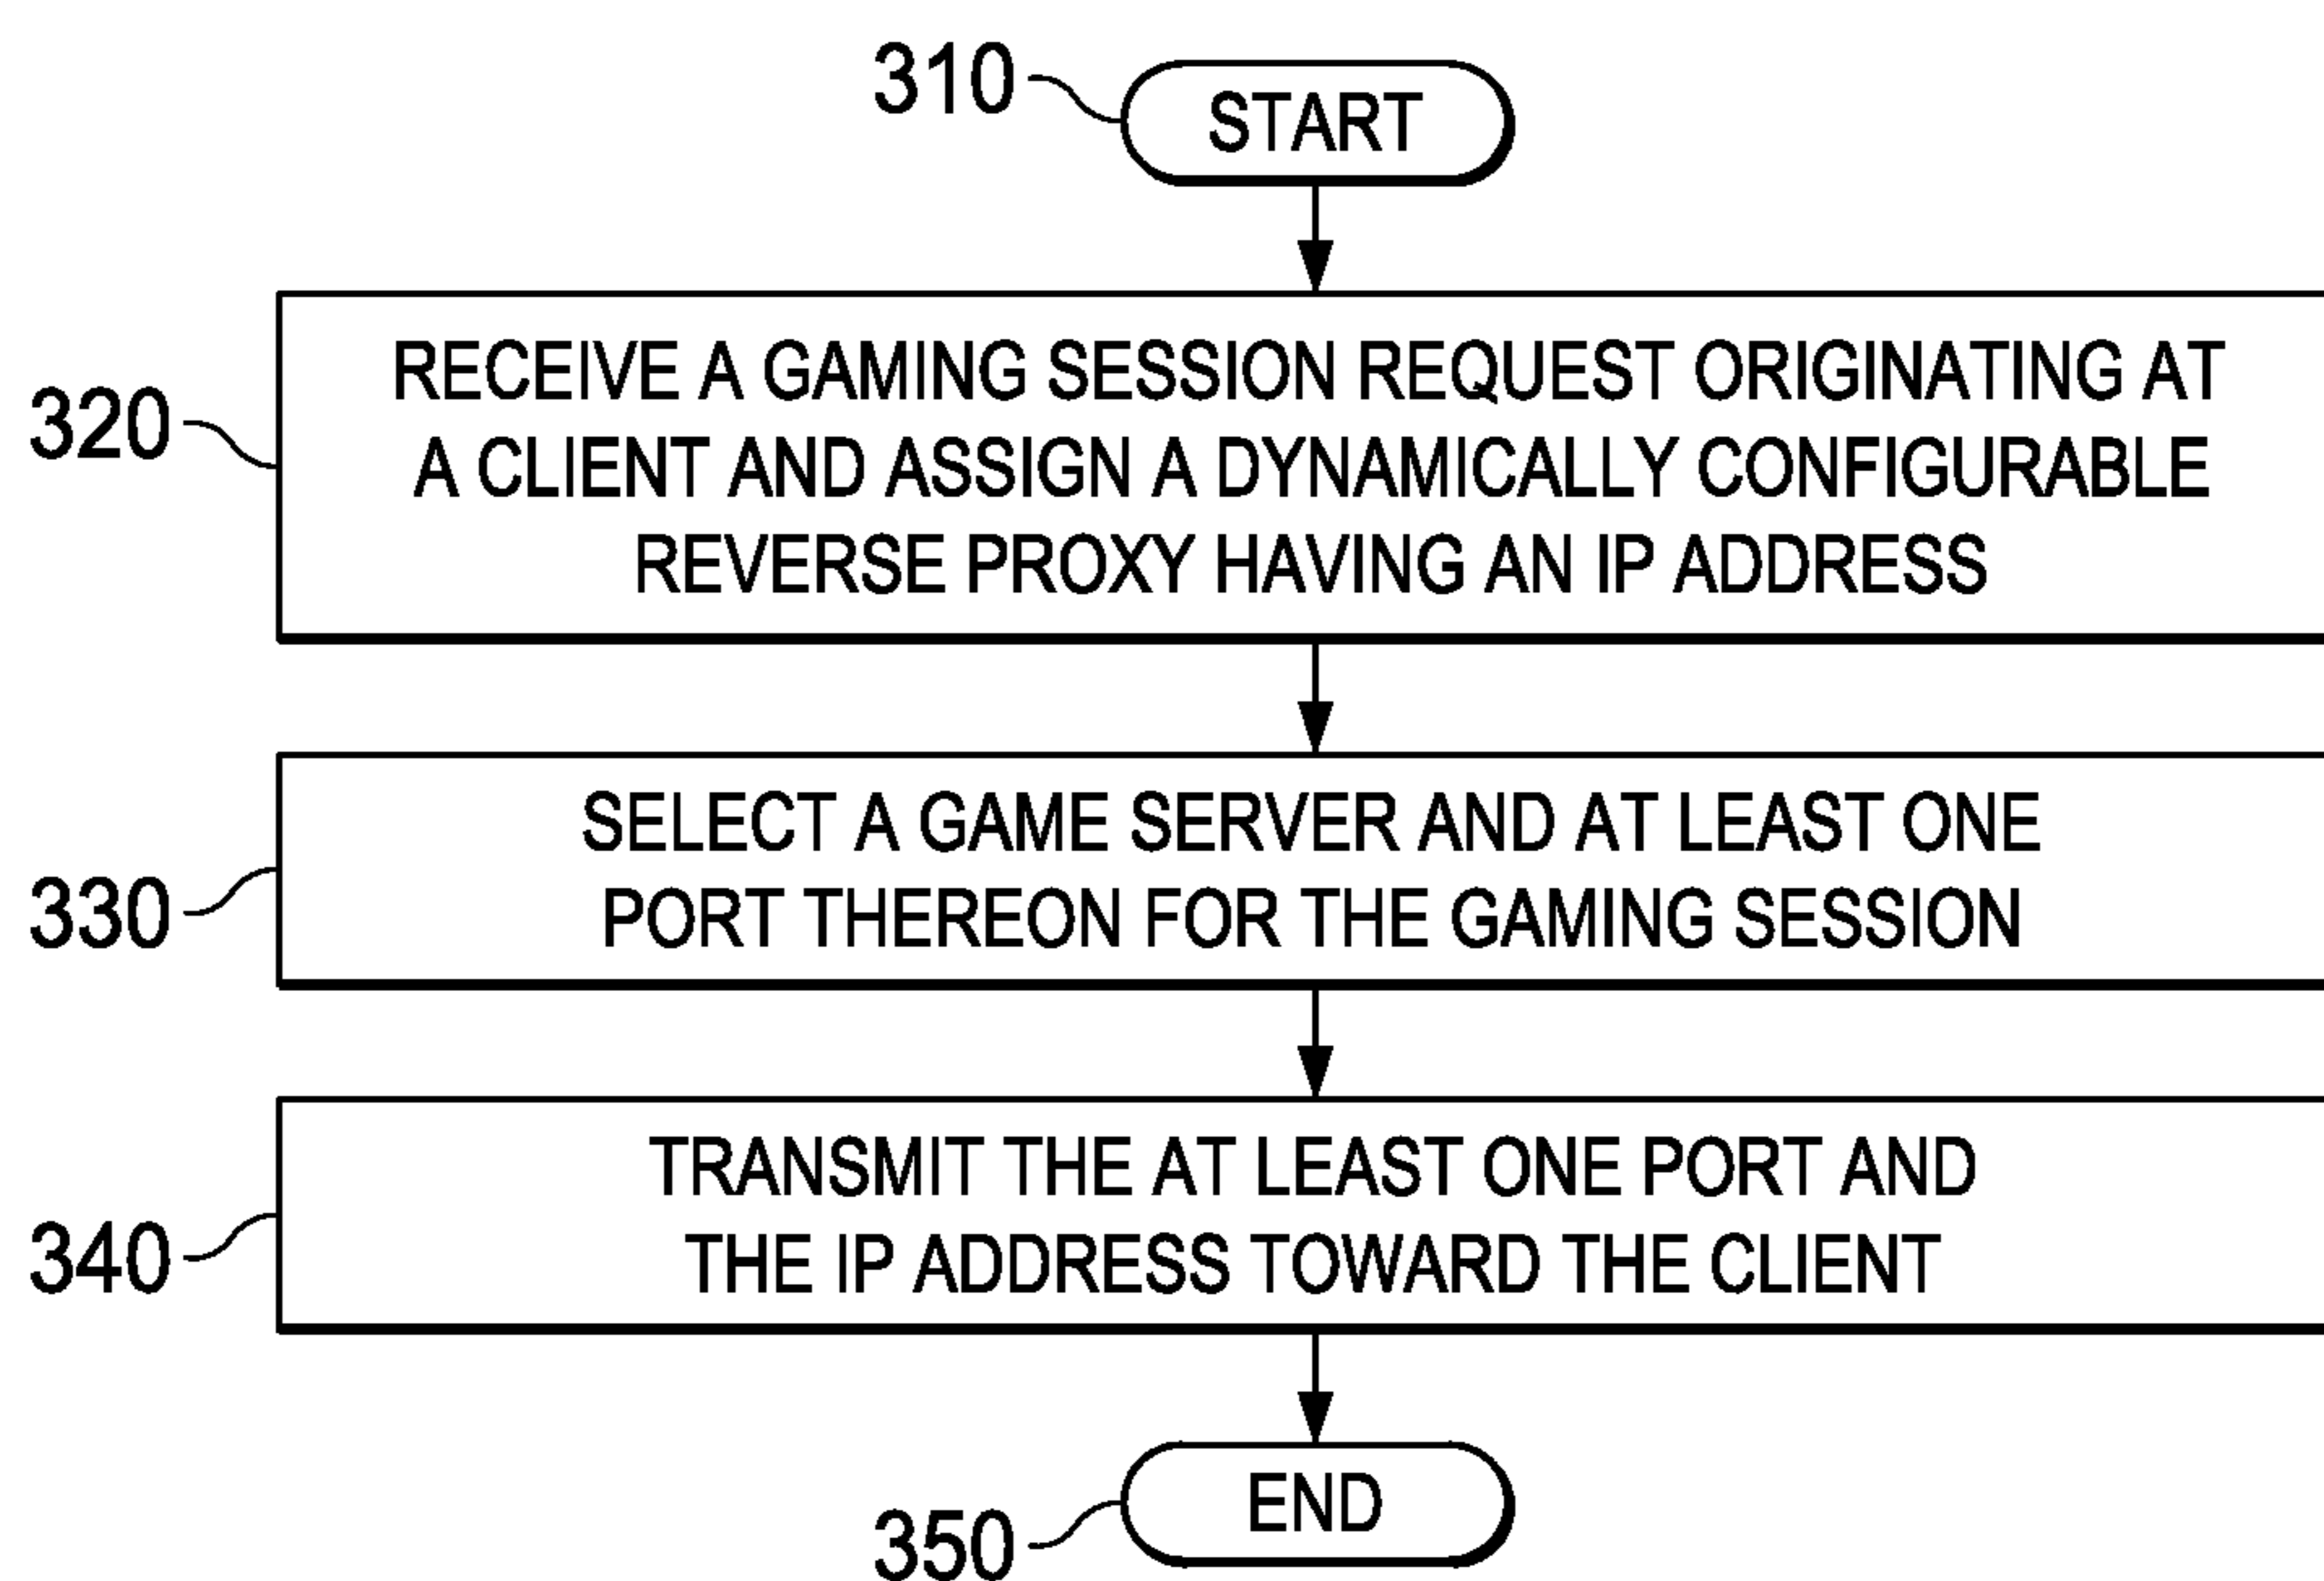 310
START
320
RECEIVE A GAMING SESSION REQUEST ORIGINATING AT
A CLIENT AND ASSIGN A DYNAMICALLY CONFIGURABLE
REVERSE PROXY HAVING AN IP ADDRESS
330
SELECT A GAME SERVER AND AT LEAST ONE
PORT THEREON FOR THE GAMING SESSION
340
TRANSMIT THE AT LEAST ONE PORT AND
THE IP ADDRESS TOWARD THE CLIENT
350
END